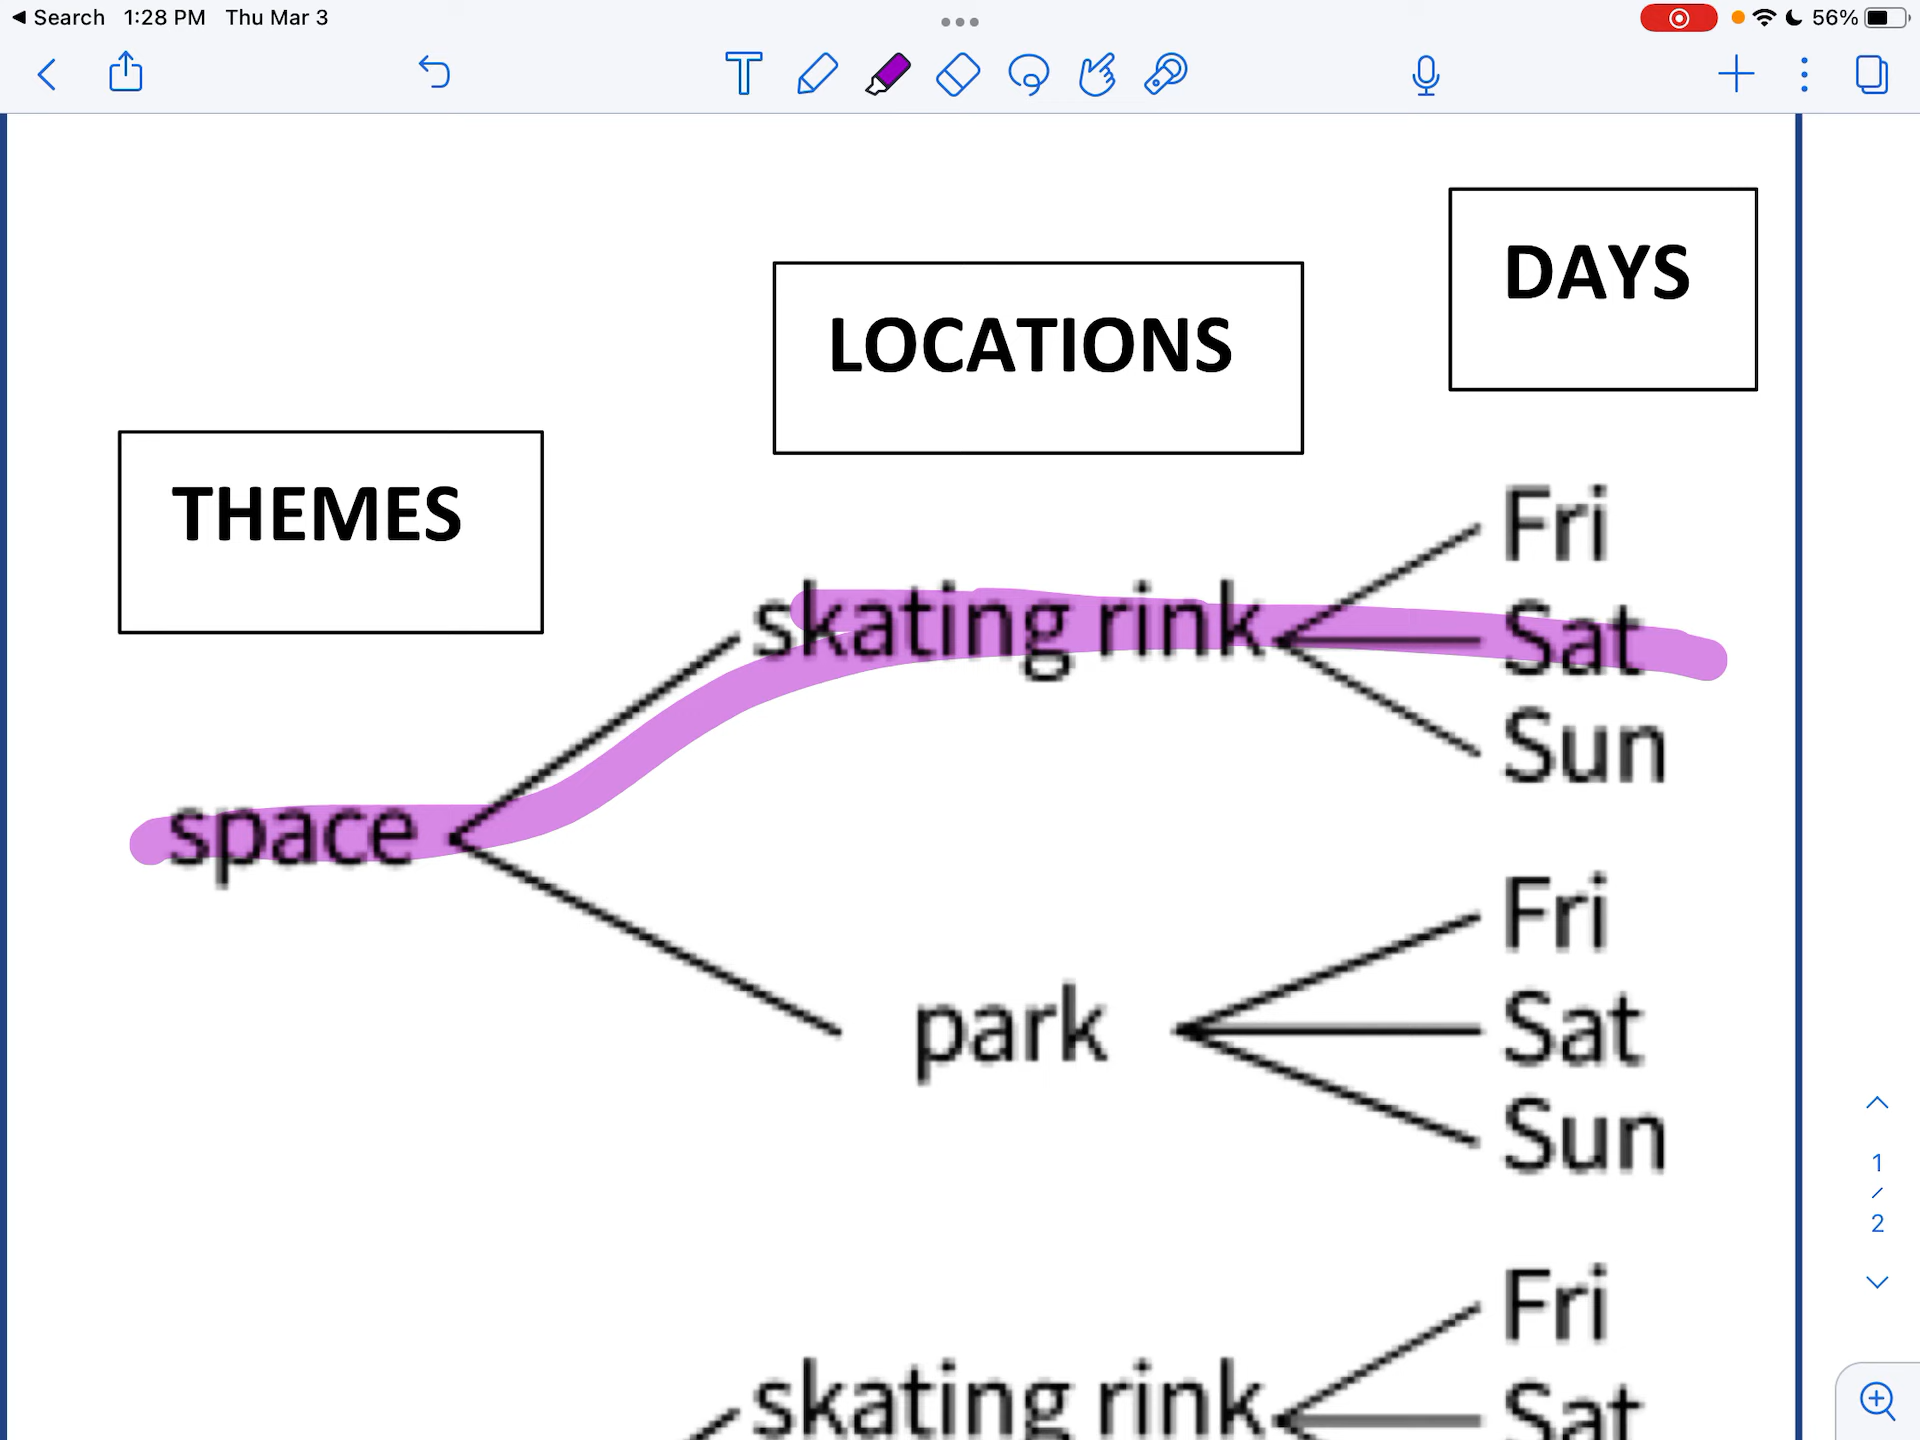 Search 1:28 PM Thu Mar 3
56%
T
DAYS
LOCATIONS
THEMES
Fri
skating rink Sat
Sun
space
Fri
park Sat
Sun
1
/
2
Fri
skating rink Sat